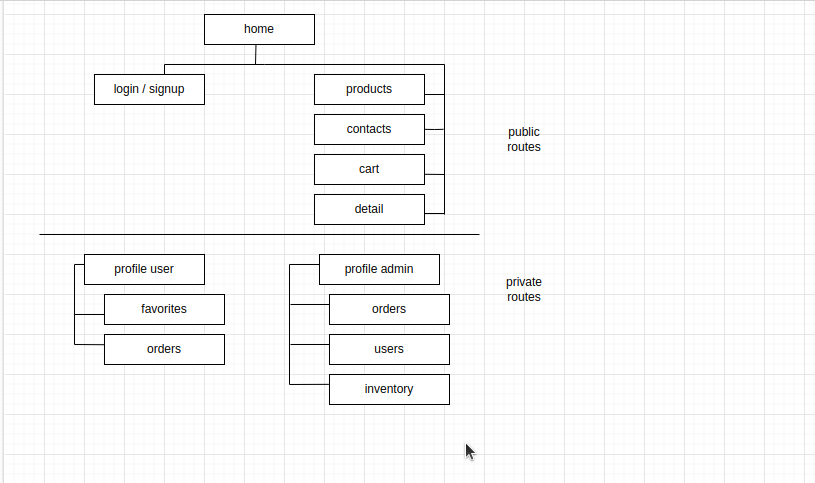 home
login / signup
products
contacts
cart
detail
public
routes
profile user
favorites
orders
profile admin
orders
users
inventory
private
routes